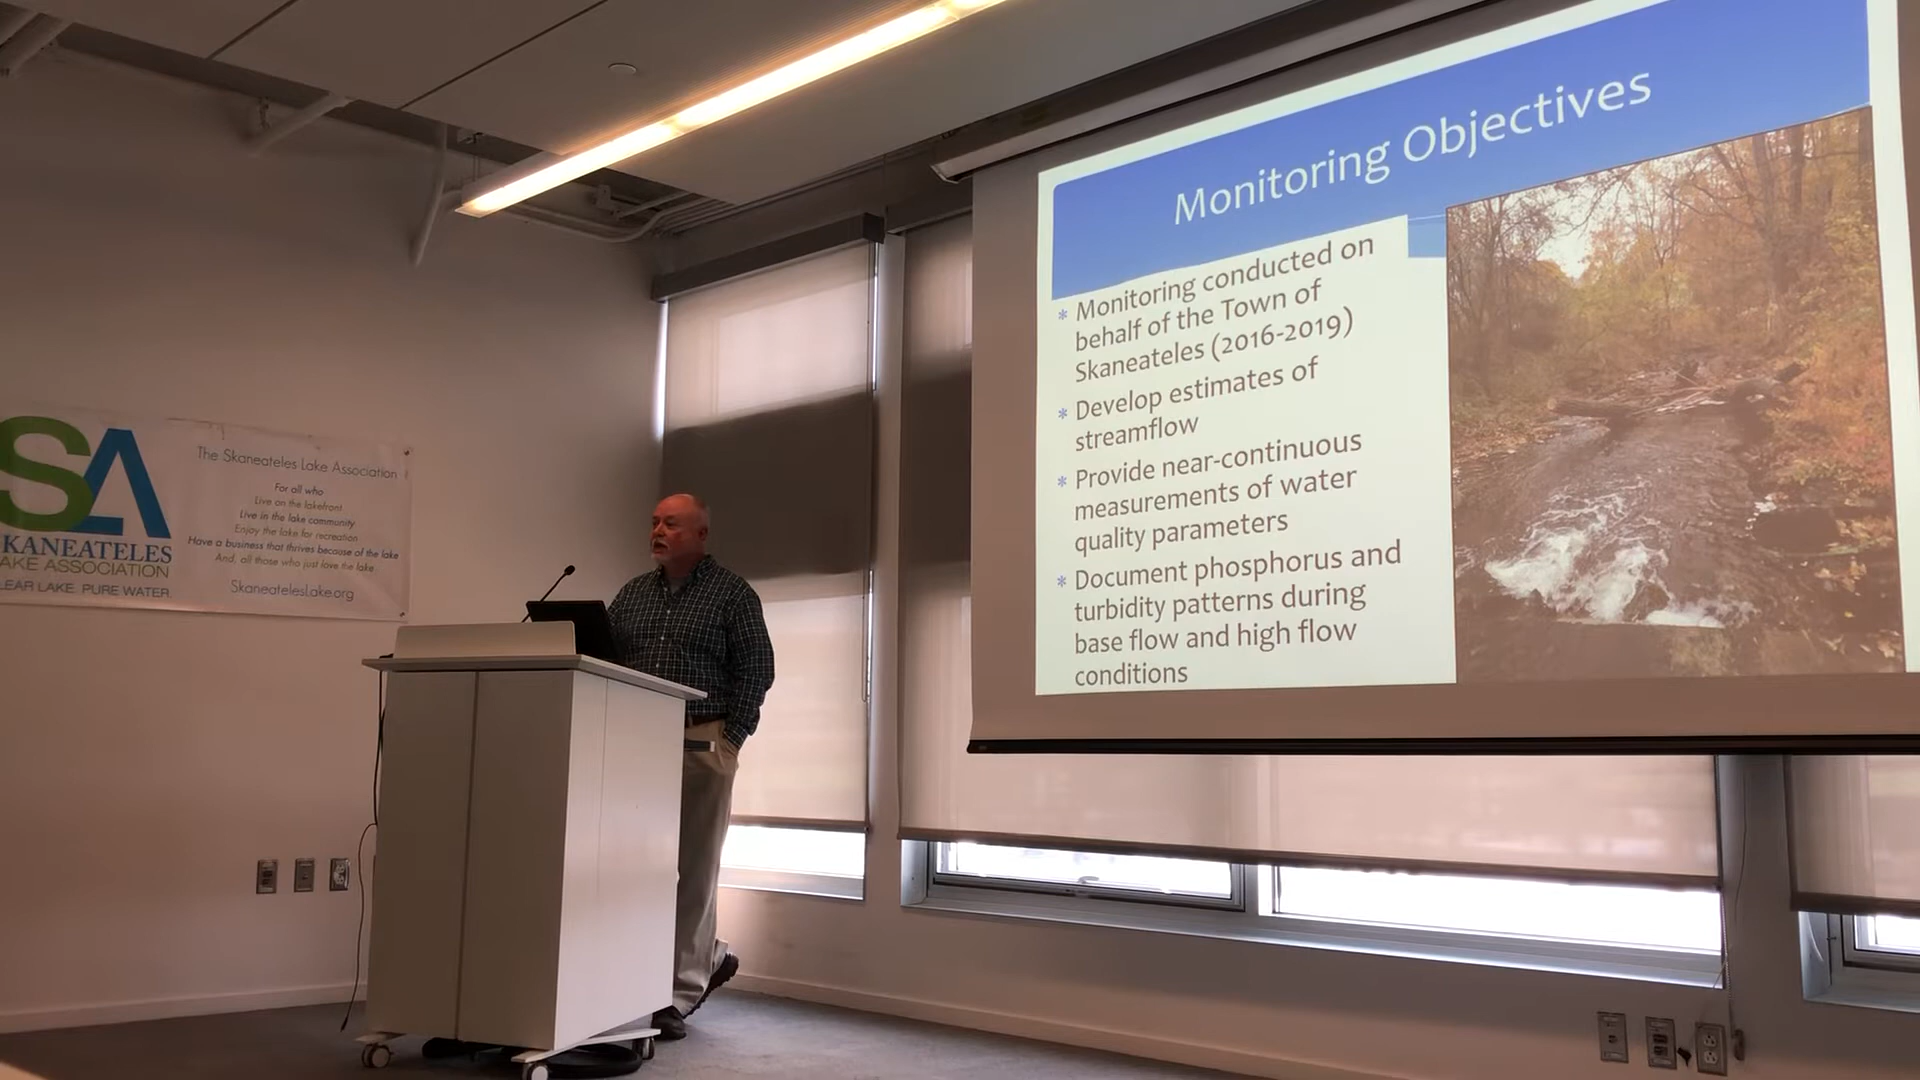 Monitoring Objectives
* Monitoring conducted on
behalf of the Town of
Skaneateles (2016-2019)
* Develop estimates of
streamflow
* Provide near-continuous
measurements of water
quality parameters
* Document phosphorus and
turbidity patterns during
base flow and high flow
conditions
SLA
KANEATELES
AKE ASSOCIATION
LEAR LAKE. PURE WATER.
The Skaneateles Lake Association
For all who
Live on the lakefront
Live in the lake community
Enjoy the lake for recreation
Have a business that thrives because of the lake
And, all those who just love the lake
SkaneatelesLake.org